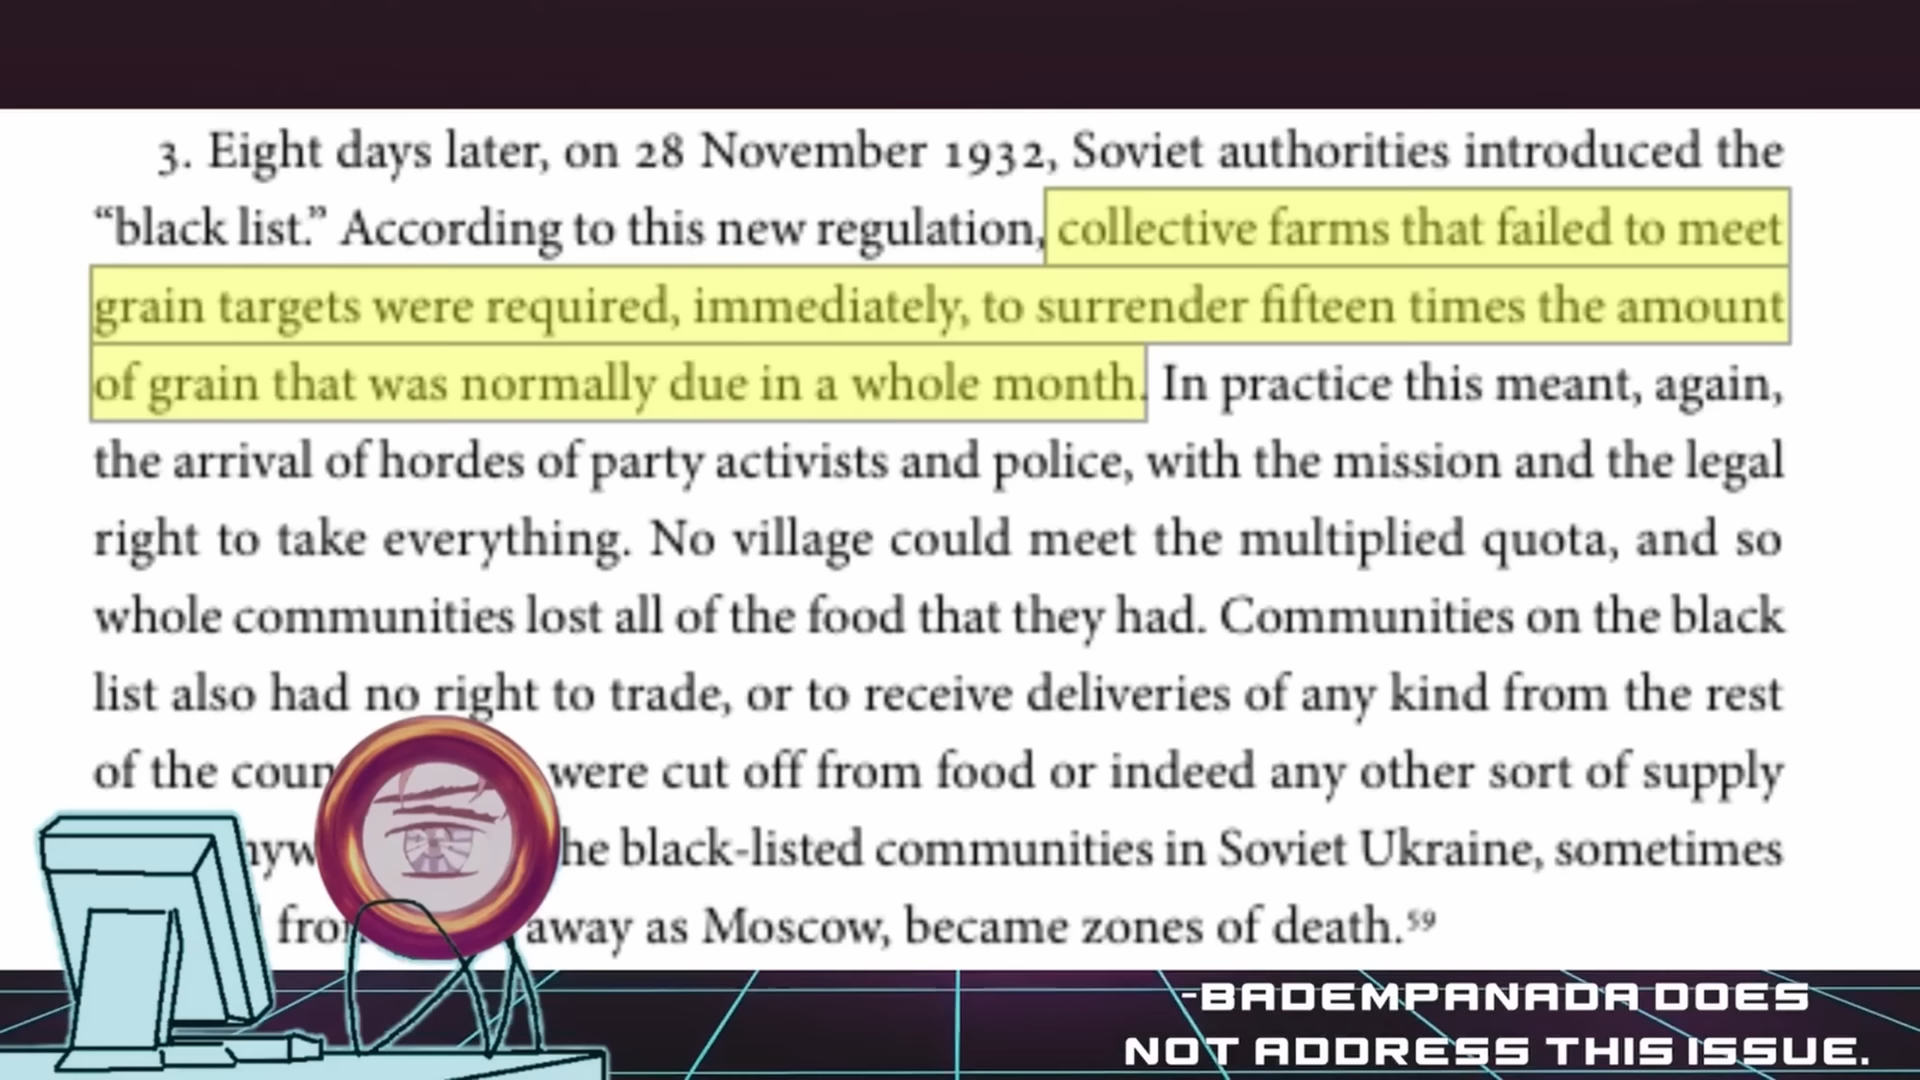 3. Eight days later, on 28 November 1932, Soviet authorities introduced the
“black list.” According to this new regulation, collective farms that failed to meet
grain targets were required, immediately, to surrender fifteen times the amount
of grain that was normally due in a whole month. In practice this meant, again,
the arrival of hordes of party activists and police, with the mission and the legal
right to take everything. No village could meet the multiplied quota, and so
whole communities lost all of the food that they had. Communities on the black
list also had no right to trade, or to receive deliveries of any kind from the rest
of the were cut off from food or indeed any other sort of supply
black-listed communities in Soviet Ukraine, sometimes
away as Moscow, became zones of death.59
-BADEMPANADA DOES
NOT ADDRESS THIS ISSUE.